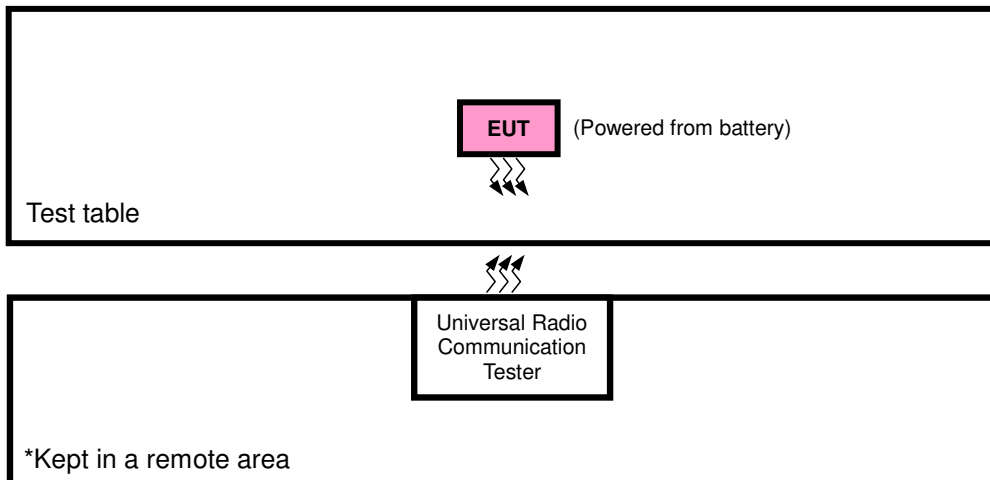 EUT
(Powered from battery)
Test table
Universal Radio
Communication
Tester
*Kept in a remote area